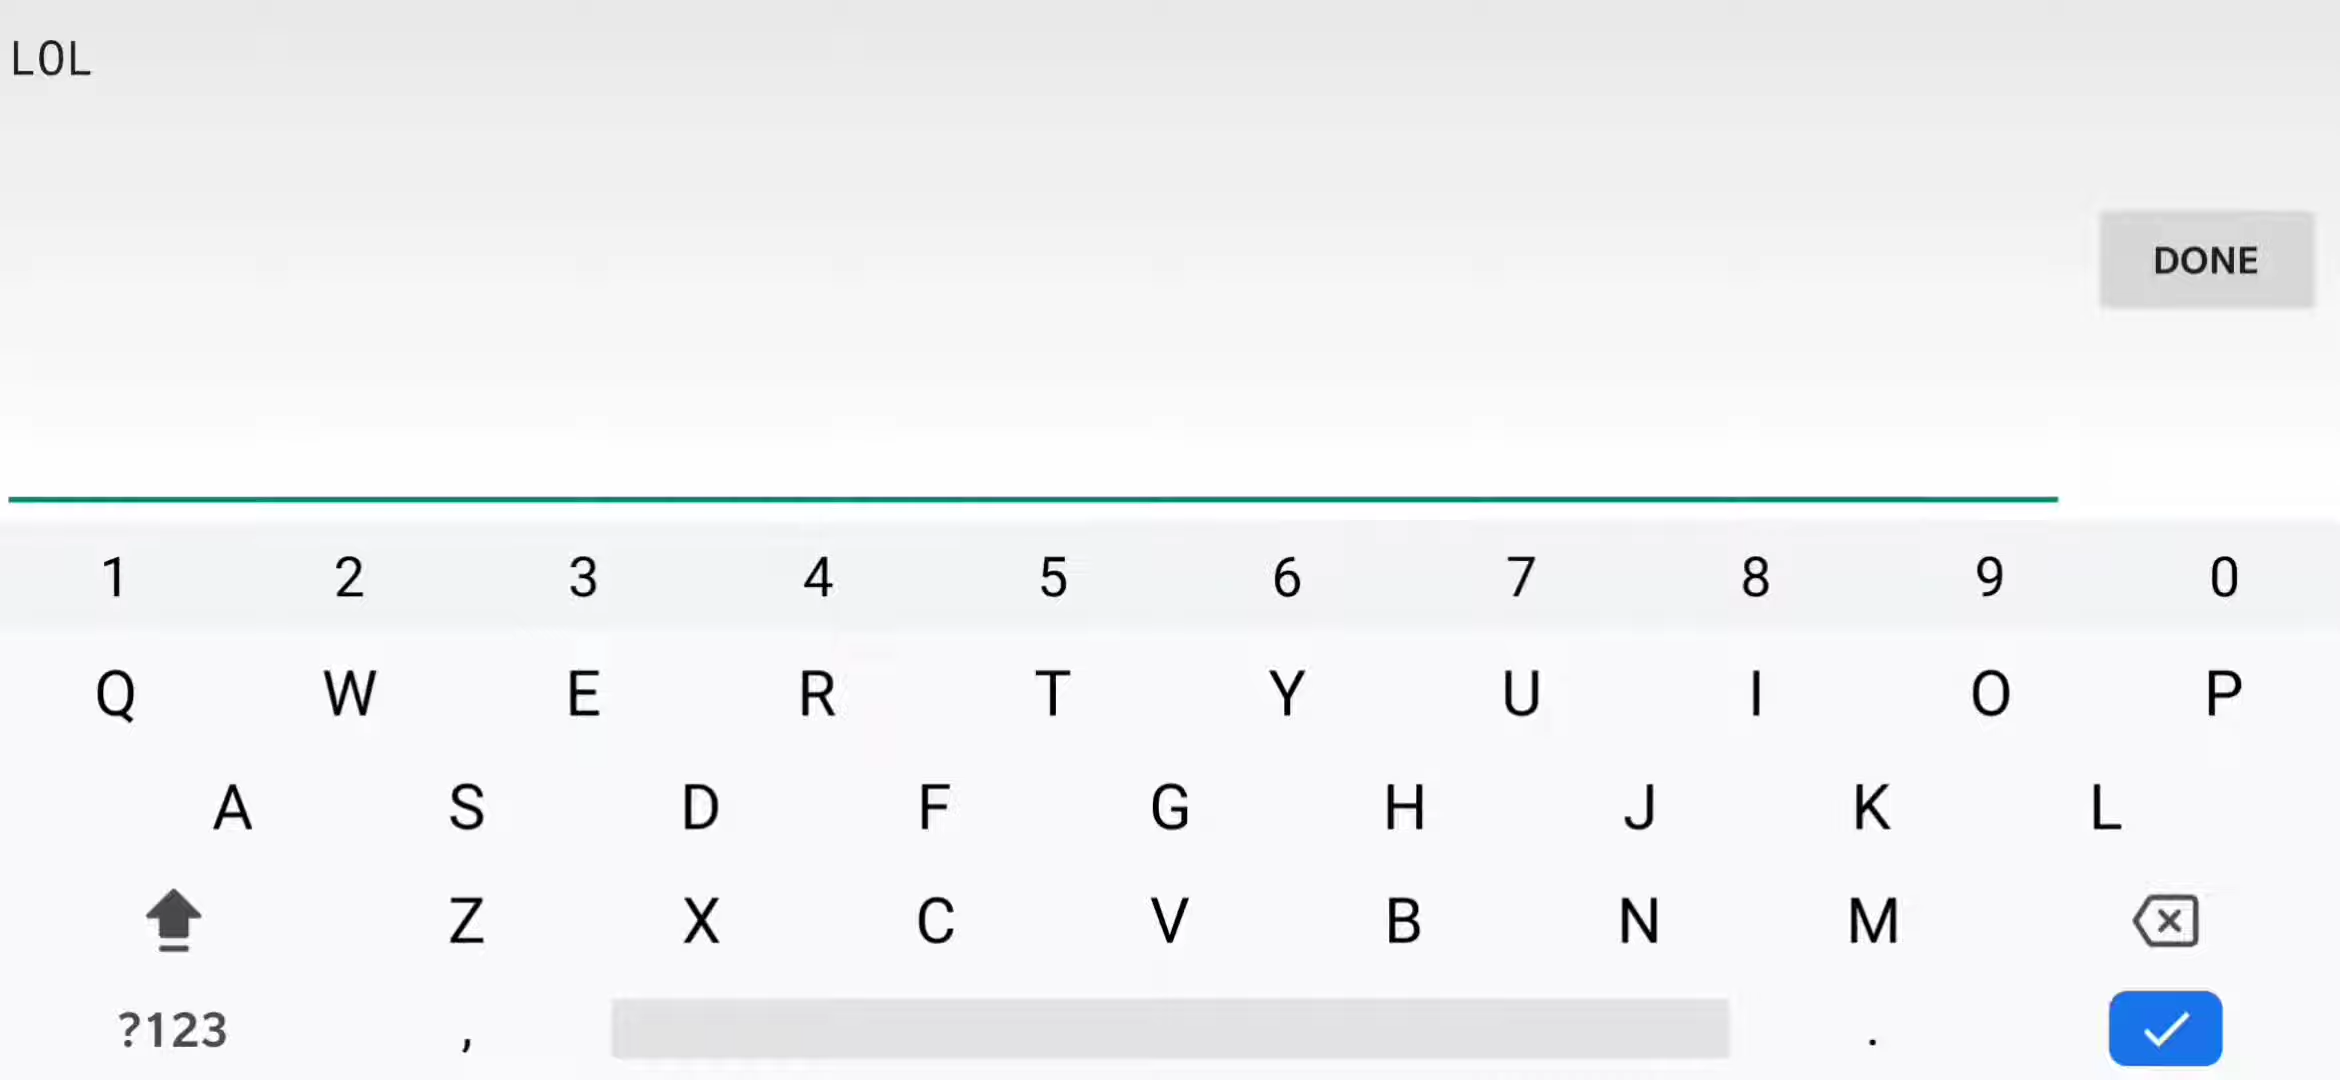 LOL
DONE
1 2 3 4 5 6 7 8 9 0
Q W E R T Y U I O P
A S D F G H J K L
Z X C V B N M
?123 , .